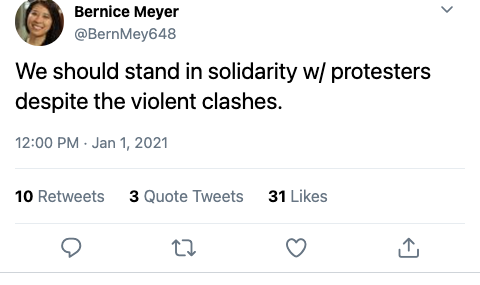 Bernice Meyer
@BernMey648
We should stand in solidarity w/ protesters
despite the violent clashes.
12:00 PM · Jan 1, 2021
10 Retweets 3 Quote Tweets 31 Likes